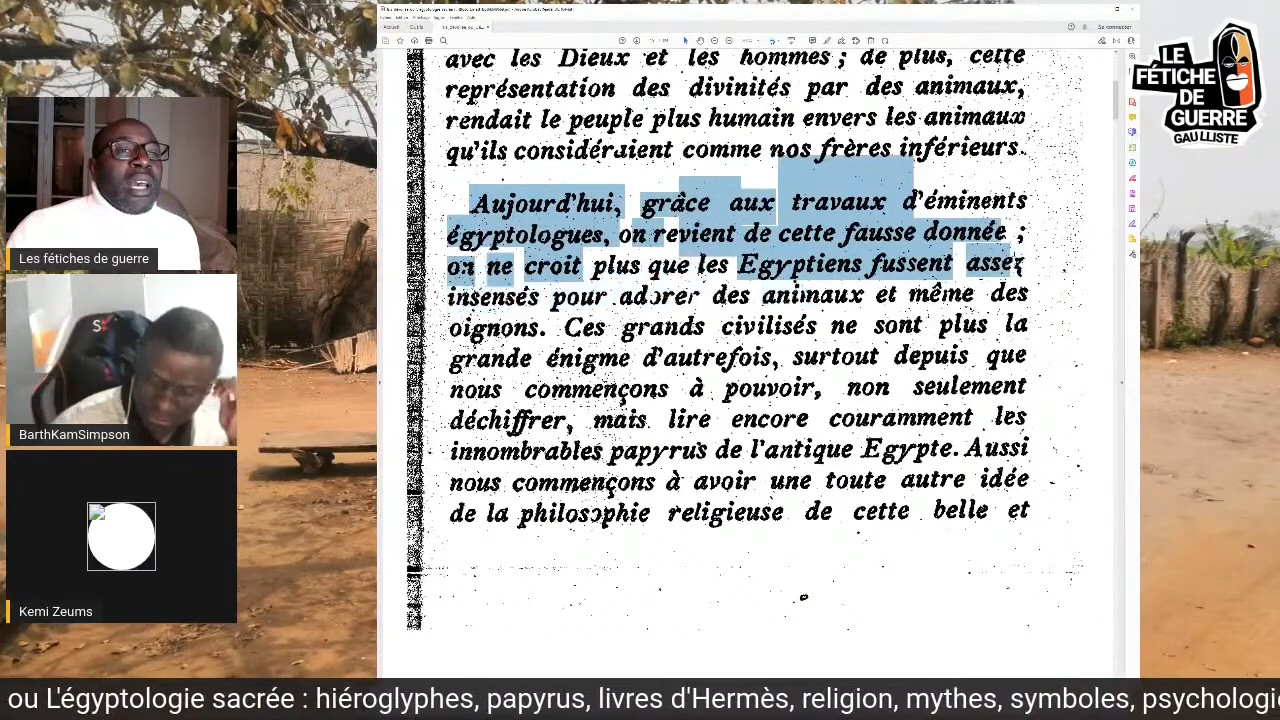 Accueil
Outils
Se connecter
avec les Dieux et les hommes ; de plus, cette
représentation des divinités par des animaux,
rendait le peuple plus humain envers les animaux
qu'ils considéraient comme nos frères inférieurs.
Aujourd'hui, grâce aux travaux d'éminents
égyptologues, on revient de cette fausse donnée ;
on ne croit plus que les Egyptiens fussent assez
insensés pour adorer des animaux et même des
oignons. Ces grands civilisés ne sont plus la
grande énigme d'autrefois, surtout depuis que
nous commençons à pouvoir, non seulement
déchiffrer, mais lire encore couramment les
innombrables papyrus de l'antique Egypte. Aussi
nous commençons à avoir une toute autre idée
de la philosophie religieuse de cette belle et
LE
FÉTICHE
DE
GUERRE
GAULLISTE
Les fétiches de guerre
BarthKamSimpson
Kemi Zeums
ou L'égyptologie sacrée : hiéroglyphes, papyrus, livres d'Hermès, religion, mythes, symboles, psychologi